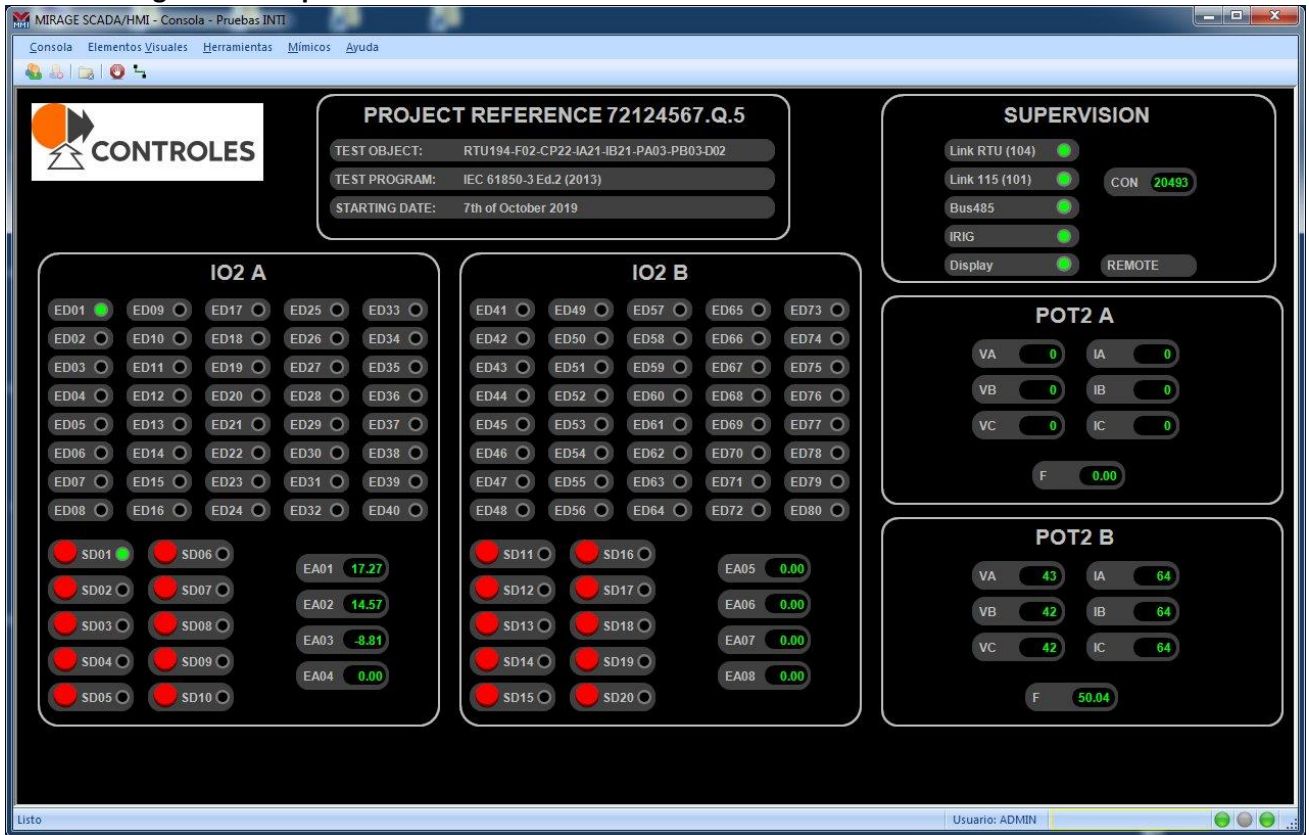 MIRAGE SCADA/HMI - Consola - Pruebas INTI
Consola Elementos Visuales Herramientas Mímicos Ayuda
CONTROLES
PROJECT REFERENCE 72124567.Q.5
TEST OBJECT: RTU194-F02-CP22-IA21-IB21-PA03-PB03-D02
TEST PROGRAM: IEC 61850-3 Ed.2 (2013)
STARTING DATE: 7th of October 2019
SUPERVISION
Link RTU (104)
Link 115 (101) CON 20493
Bus485
IRIG
Display REMOTE
IO2 A
ED01 ED09 ED17 ED25 ED33
ED02 ED10 ED18 ED26 ED34
ED03 ED11 ED19 ED27 ED35
ED04 ED12 ED20 ED28 ED36
ED05 ED13 ED21 ED29 ED37
ED06 ED14 ED22 ED30 ED38
ED07 ED15 ED23 ED31 ED39
ED08 ED16 ED24 ED32 ED40
SD01 SD06
SD02 SD07
SD03 SD08
SD04 SD09
SD05 SD10
EA01 17.27
EA02 14.57
EA03 -8.81
EA04 0.00
IO2 B
ED41 ED49 ED57 ED65 ED73
ED42 ED50 ED58 ED66 ED74
ED43 ED51 ED59 ED67 ED75
ED44 ED52 ED60 ED68 ED76
ED45 ED53 ED61 ED69 ED77
ED46 ED54 ED62 ED70 ED78
ED47 ED55 ED63 ED71 ED79
ED48 ED56 ED64 ED72 ED80
SD11 SD16
SD12 SD17
SD13 SD18
SD14 SD19
SD15 SD20
EA05 0.00
EA06 0.00
EA07 0.00
EA08 0.00
POT2 A
VA 0 IA 0
VB 0 IB 0
VC 0 IC 0
F 0.00
POT2 B
VA 43 IA 64
VB 42 IB 64
VC 42 IC 64
F 50.04
Listo Usuario: ADMIN